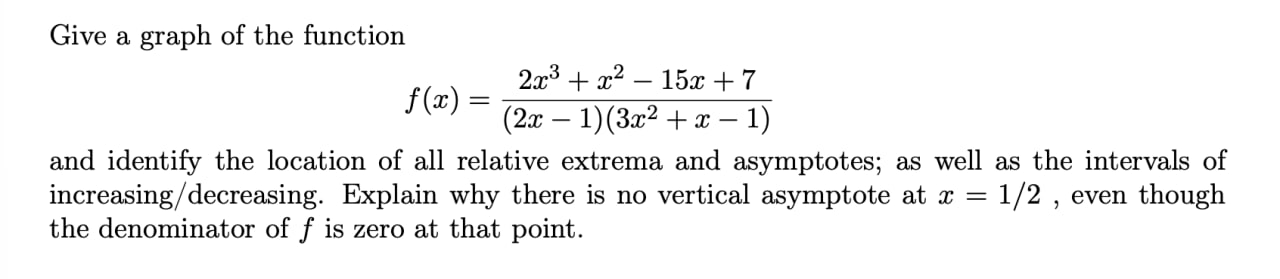 Give a graph of the function
f(x) = \frac{2x^3 + x^2 - 15x + 7}{(2x - 1)(3x^2 + x - 1)}
and identify the location of all relative extrema and asymptotes; as well as the intervals of
increasing/decreasing. Explain why there is no vertical asymptote at x = 1/2 , even though
the denominator of f is zero at that point.